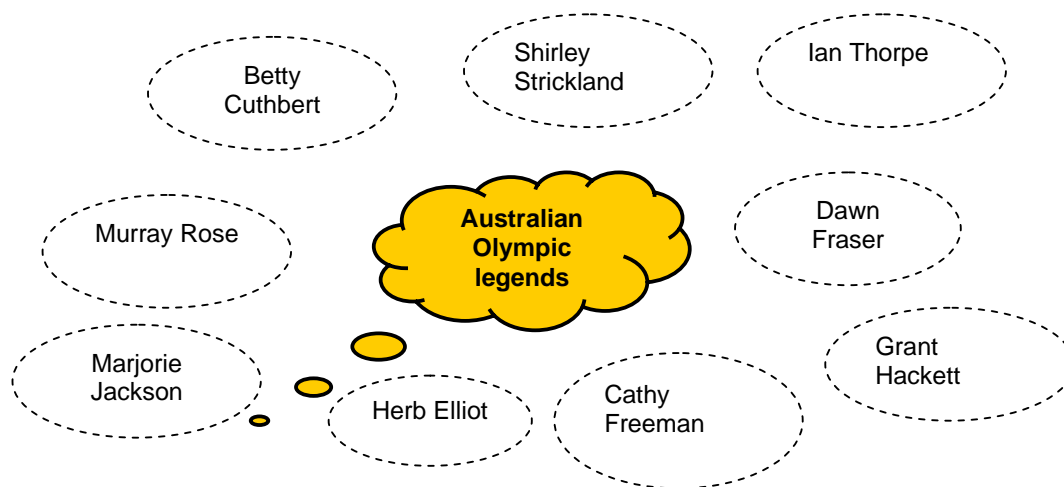 Betty
Cuthbert
Shirley
Strickland
Ian Thorpe
Murray Rose
Australian
Olympic
legends
Dawn
Fraser
Marjorie
Jackson
Herb Elliot
Cathy
Freeman
Grant
Hackett